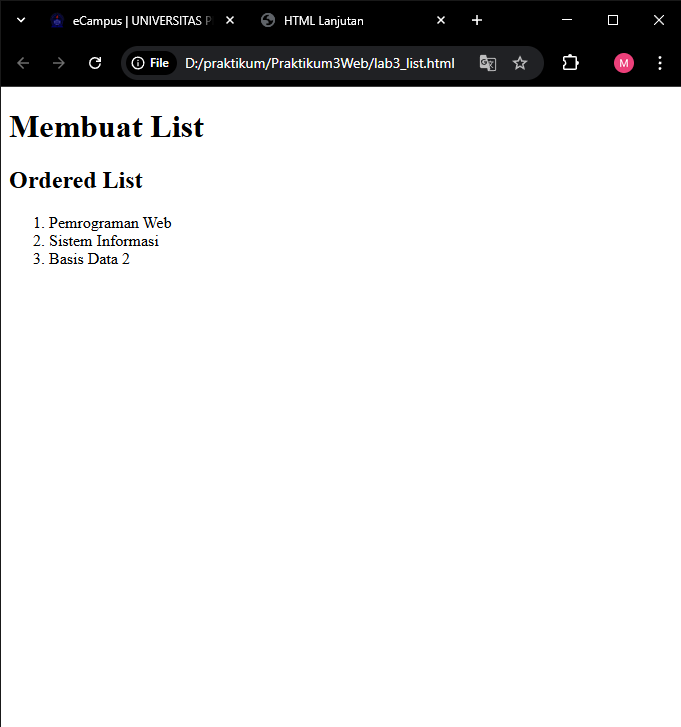 eCampus | UNIVERSITAS
HTML Lanjutan
File
D:/praktikum/Praktikum3Web/lab3_list.html
M
Membuat List
Ordered List
1. Pemrograman Web
2. Sistem Informasi
3. Basis Data 2